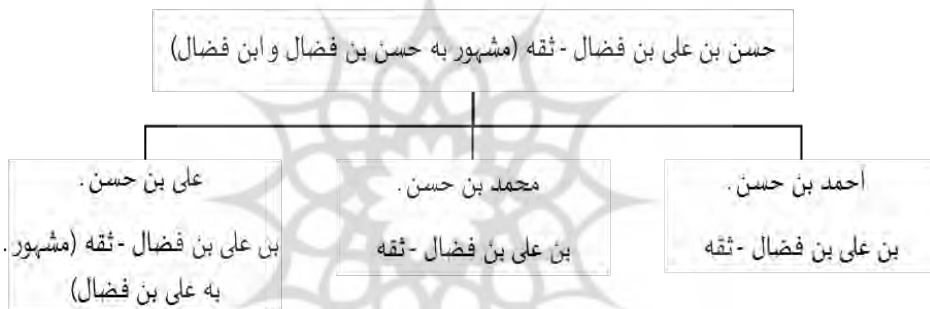 حسن بن علی بن فضال - ثقه (مشهور به حسن بن فضال و ابن فضال)
أحمد بن حسن.
بن علی بن فضال - ثقه
محمد بن حسن.
بن علی بن فضال - ثقه
علی بن حسن.
بن علی بن فضال - ثقه (مشهور.
به علی بن فضال)